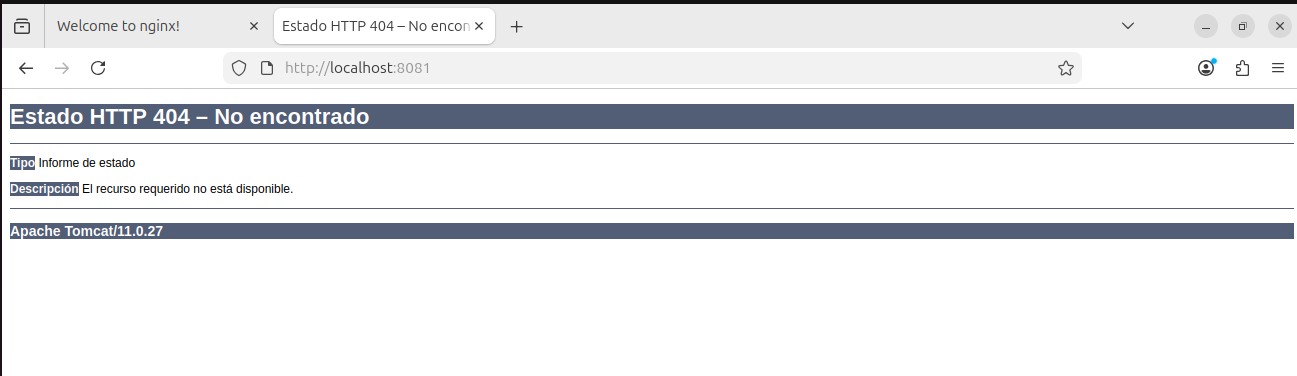 Welcome to nginx!
Estado HTTP 404 – No encon
http://localhost:8081
Estado HTTP 404 – No encontrado
Tipo Informe de estado
Descripción El recurso requerido no está disponible.
Apache Tomcat/11.0.27